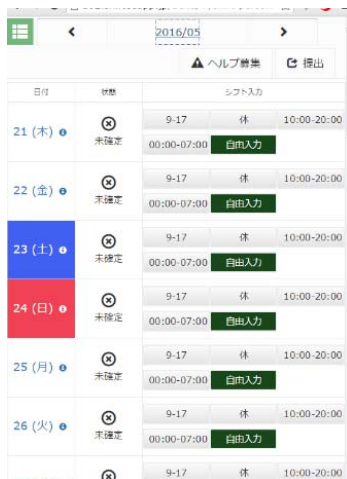 2016/05
ヘルプ募集 提出
日付 状態 シフト入力
21 (木) 未確定 9-17 休 10:00-20:00
00:00-07:00 自由入力
22 (金) 未確定 9-17 休 10:00-20:00
00:00-07:00 自由入力
23 (土) 未確定 9-17 休 10:00-20:00
00:00-07:00 自由入力
24 (日) 未確定 9-17 休 10:00-20:00
00:00-07:00 自由入力
25 (月) 未確定 9-17 休 10:00-20:00
00:00-07:00 自由入力
26 (火) 未確定 9-17 休 10:00-20:00
00:00-07:00 自由入力
9-17 休 10:00-20:00